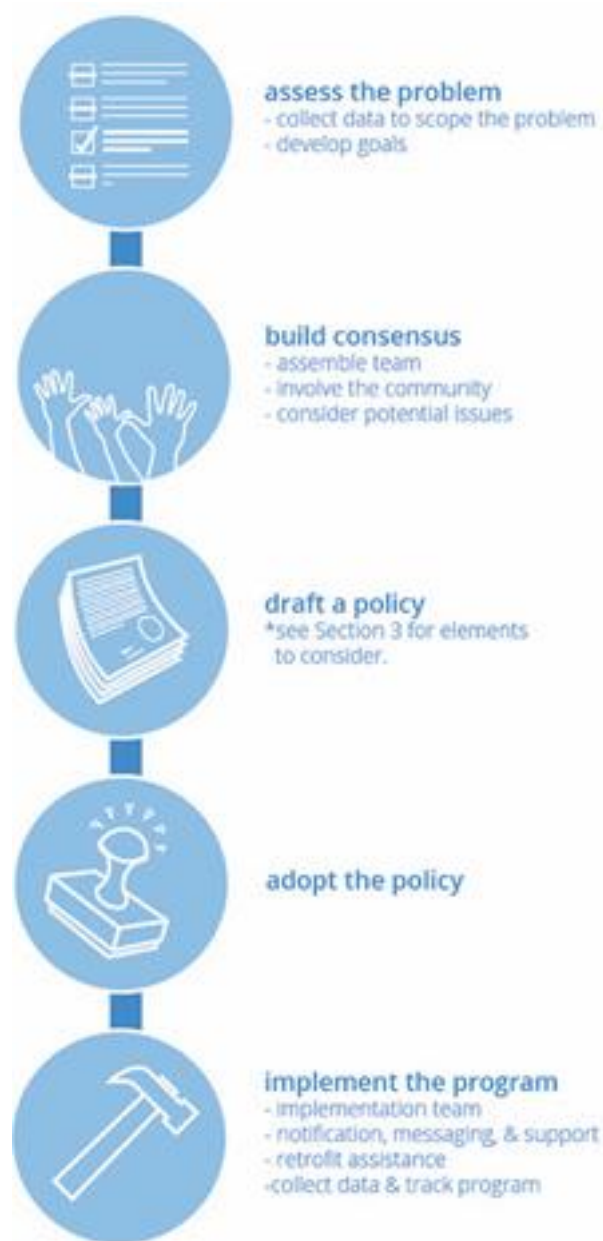 assess the problem
- collect data to scope the problem
- develop goals
build consensus
- assemble team
- involve the community
- consider potential issues
draft a policy
*see Section 3 for elements
to consider.
adopt the policy
implement the program
- implementation team
- notification, messaging, & support
- retrofit assistance
-collect data & track program